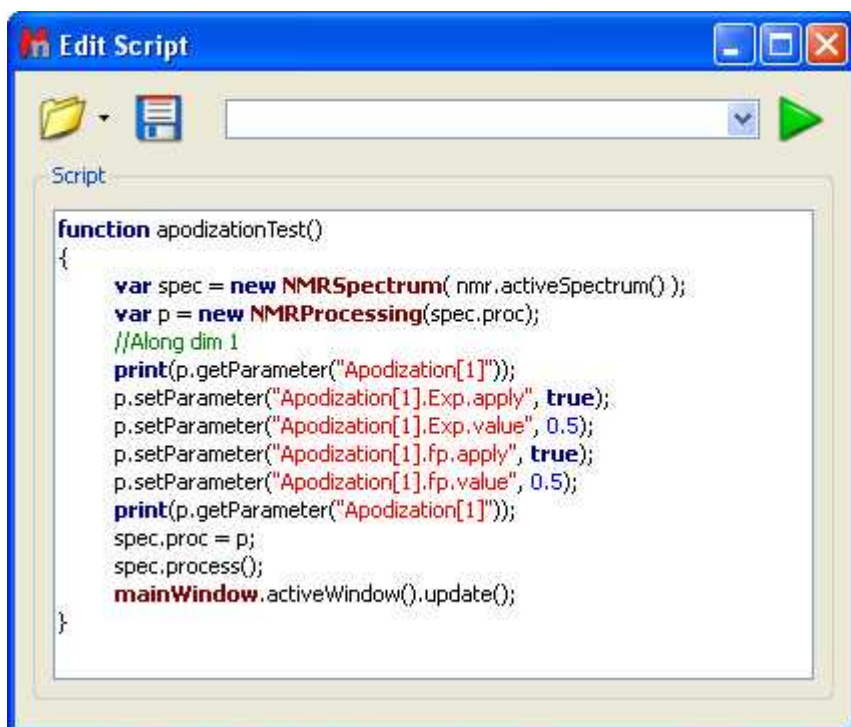 Edit Script
Script
function apodizationTest()
{
var spec = new NMRSpectrum( nmr.activeSpectrum() );
var p = new NMRProcessing(spec.proc);
//Along dim 1
print(p.getParameter("Apodization[1]"));
p.setParameter("Apodization[1].Exp.apply", true);
p.setParameter("Apodization[1].Exp.value", 0.5);
p.setParameter("Apodization[1].fp.apply", true);
p.setParameter("Apodization[1].fp.value", 0.5);
print(p.getParameter("Apodization[1]"));
spec.proc = p;
spec.process();
mainWindow.activeWindow().update();
}